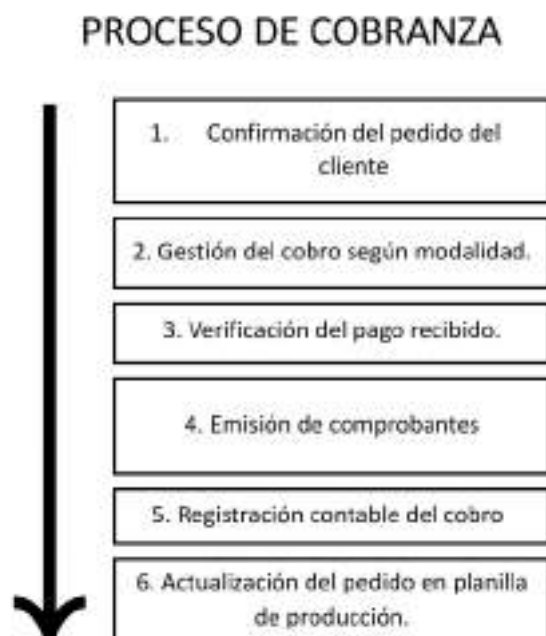 PROCESO DE COBRANZA
1. Confirmación del pedido del
cliente
2. Gestión del cobro según modalidad.
3. Verificación del pago recibido.
4. Emisión de comprobantes
5. Registración contable del cobro
6. Actualización del pedido en planilla
de producción.